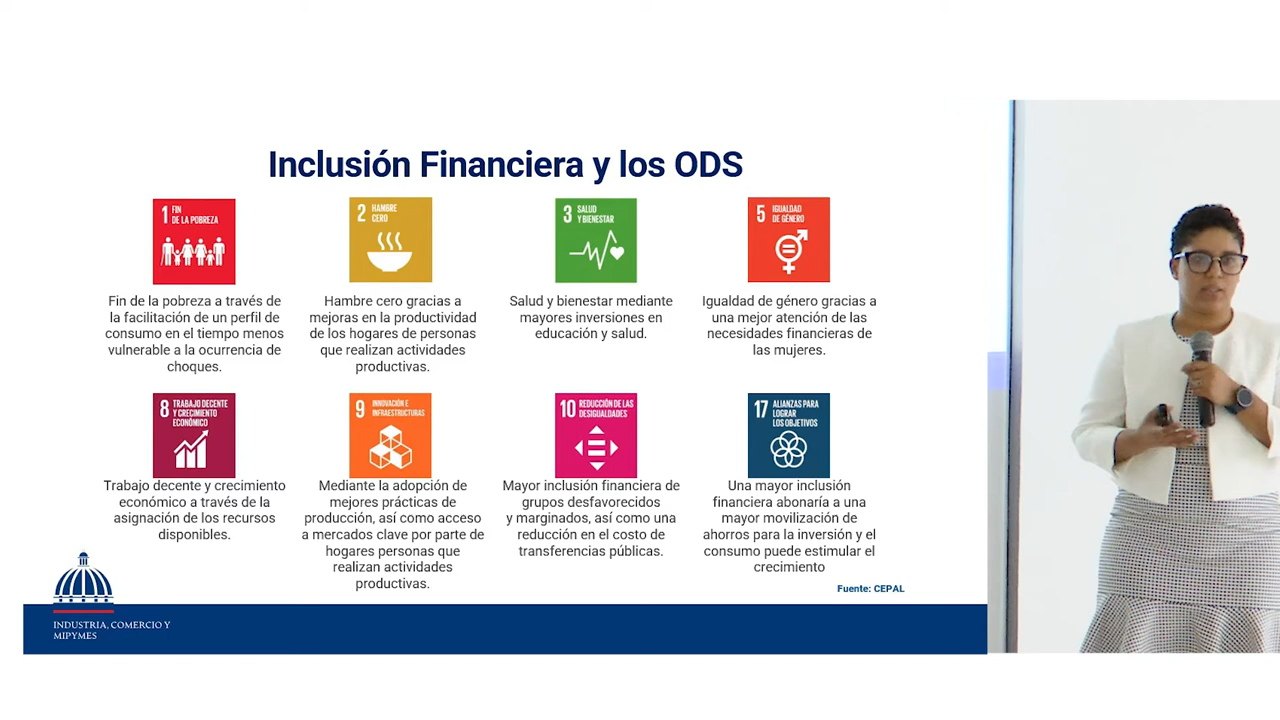 Inclusión Financiera y los ODS
1 FIN
DE LA POBREZA
Fin de la pobreza a través de
la facilitación de un perfil de
consumo en el tiempo menos
vulnerable a la ocurrencia de
choques.
2 HAMBRE
CERO
Hambre cero gracias a
mejoras en la productividad
de los hogares de personas
que realizan actividades
productivas.
3 SALUD
Y BIENESTAR
Salud y bienestar mediante
mayores inversiones en
educación y salud.
5 IGUALDAD
DE GÉNERO
Igualdad de género gracias a
una mejor atención de las
necesidades financieras de
las mujeres.
8 TRABAJO DECENTE
Y CRECIMIENTO
ECONÓMICO
Trabajo decente y crecimiento
económico a través de la
asignación de los recursos
disponibles.
9 INNOVACIÓN E
INFRAESTRUCTURAS
Mediante la adopción de
mejores prácticas de
producción, así como acceso
a mercados clave por parte de
hogares personas que
realizan actividades
productivas.
10 REDUCCIÓN DE LAS
DESIGUALDADES
Mayor inclusión financiera de
grupos desfavorecidos
y marginados, así como una
reducción en el costo de
transferencias públicas.
17 ALIANZAS PARA
LOGRAR
LOS OBJETIVOS
Una mayor inclusión
financiera abonaría a una
mayor movilización de
ahorros para la inversión y el
consumo puede estimular el
crecimiento
Fuente: CEPAL
INDUSTRIA, COMERCIO Y
MIPYMES